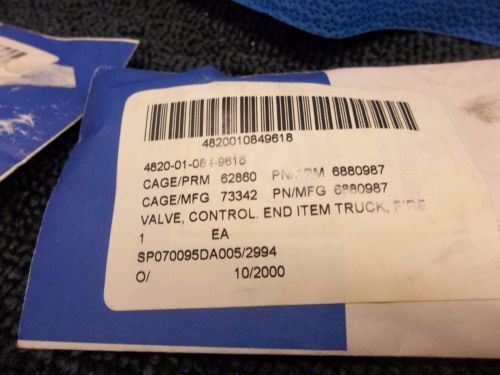 4820010849618
4820-01-084-9618
CAGE/PRM 62860 PN/PRM 6880987
CAGE/MFG 73342 PN/MFG 6880987
VALVE, CONTROL. END ITEM TRUCK, FIRE
1 EA
SP070095DA005/2994
O/ 10/2000